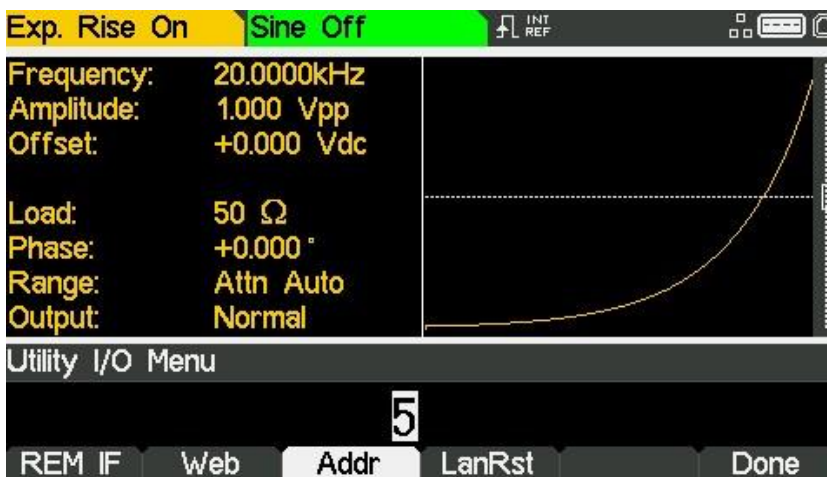 Exp. Rise On Sine Off INT REF
Frequency: 20.0000kHz
Amplitude: 1.000 Vpp
Offset: +0.000 Vdc
Load: 50 Ω
Phase: +0.000 °
Range: Attn Auto
Output: Normal
Utility I/O Menu
5
REM IF Web Addr LanRst Done